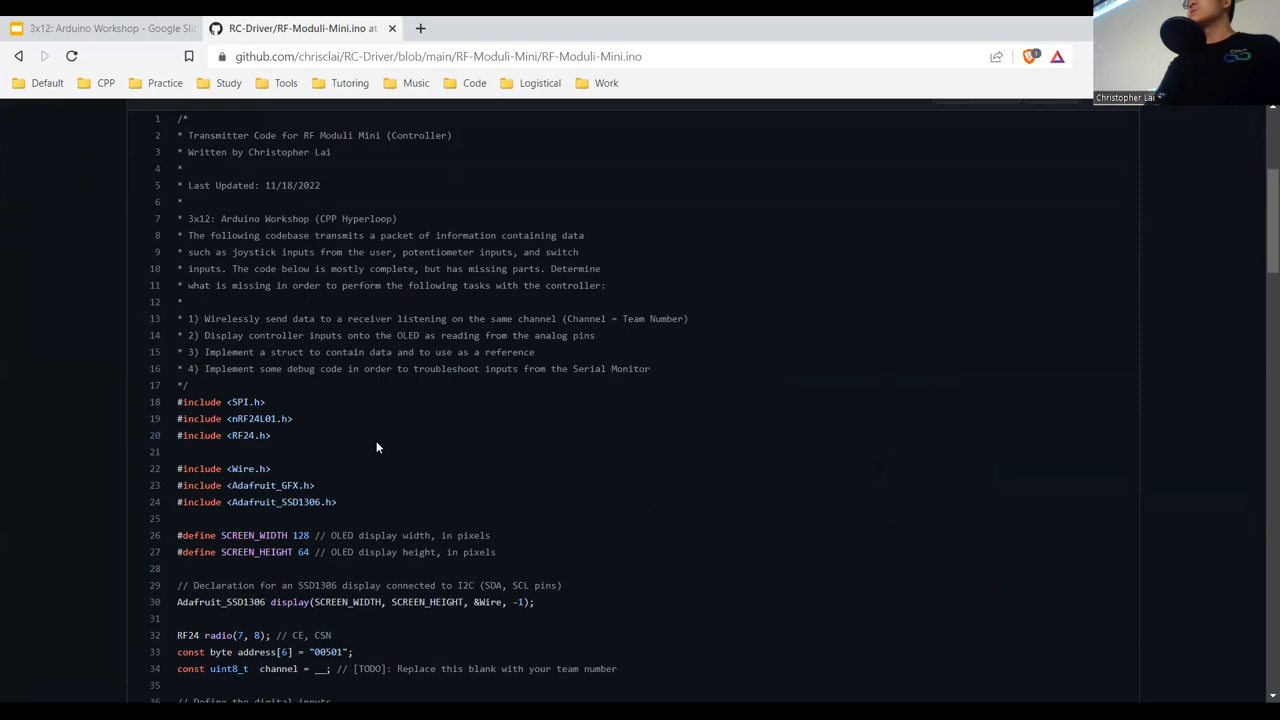 3x12: Arduino Workshop - Google Slid
RC-Driver/RF-Moduli-Mini.ino at
github.com/chrisclai/RC-Driver/blob/main/RF-Moduli-Mini/RF-Moduli-Mini.ino
1
Default CPP Practice Study Tools Tutoring Music Code Logistical Work
Christopher Lai
1 /*
2 * Transmitter Code for RF Moduli Mini (Controller)
3 * Written by Christopher Lai
4 *
5 * Last Updated: 11/18/2022
6 *
7 * 3x12: Arduino Workshop (CPP Hyperloop)
8 * The following codebase transmits a packet of information containing data
9 * such as joystick inputs from the user, potentiometer inputs, and switch
10 * inputs. The code below is mostly complete, but has missing parts. Determine
11 * what is missing in order to perform the following tasks with the controller:
12 *
13 * 1) Wirelessly send data to a receiver listening on the same channel (Channel = Team Number)
14 * 2) Display controller inputs onto the OLED as reading from the analog pins
15 * 3) Implement a struct to contain data and to use as a reference
16 * 4) Implement some debug code in order to troubleshoot inputs from the Serial Monitor
17 */
18 #include <SPI.h>
19 #include <nRF24L01.h>
20 #include <RF24.h>
21
22 #include <Wire.h>
23 #include <Adafruit_GFX.h>
24 #include <Adafruit_SSD1306.h>
25
26 #define SCREEN_WIDTH 128 // OLED display width, in pixels
27 #define SCREEN_HEIGHT 64 // OLED display height, in pixels
28
29 // Declaration for an SSD1306 display connected to I2C (SDA, SCL pins)
30 Adafruit_SSD1306 display(SCREEN_WIDTH, SCREEN_HEIGHT, &Wire, -1);
31
32 RF24 radio(7, 8); // CE, CSN
33 const byte address[6] = "00501";
34 const uint8_t channel = __; // [TODO]: Replace this blank with your team number
35
36 // Define the digital inputs